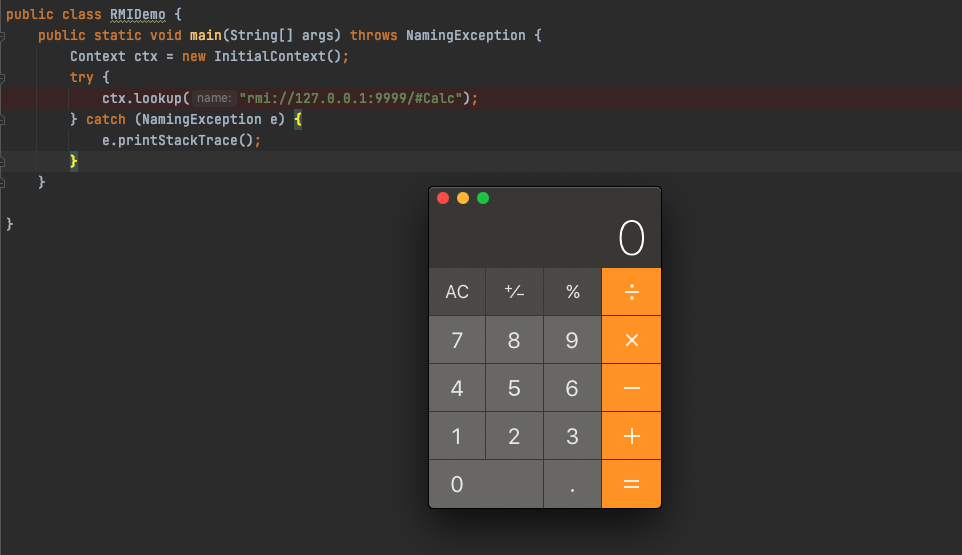 public class RMIDemo {
public static void main(String[] args) throws NamingException {
Context ctx = new InitialContext();
try {
ctx.lookup( name: "rmi://127.0.0.1:9999/#Calc");
} catch (NamingException e) {
e.printStackTrace();
}
}
}
0
AC ⁺∕₋ % ÷
7 8 9 ×
4 5 6 −
1 2 3 +
0 . =